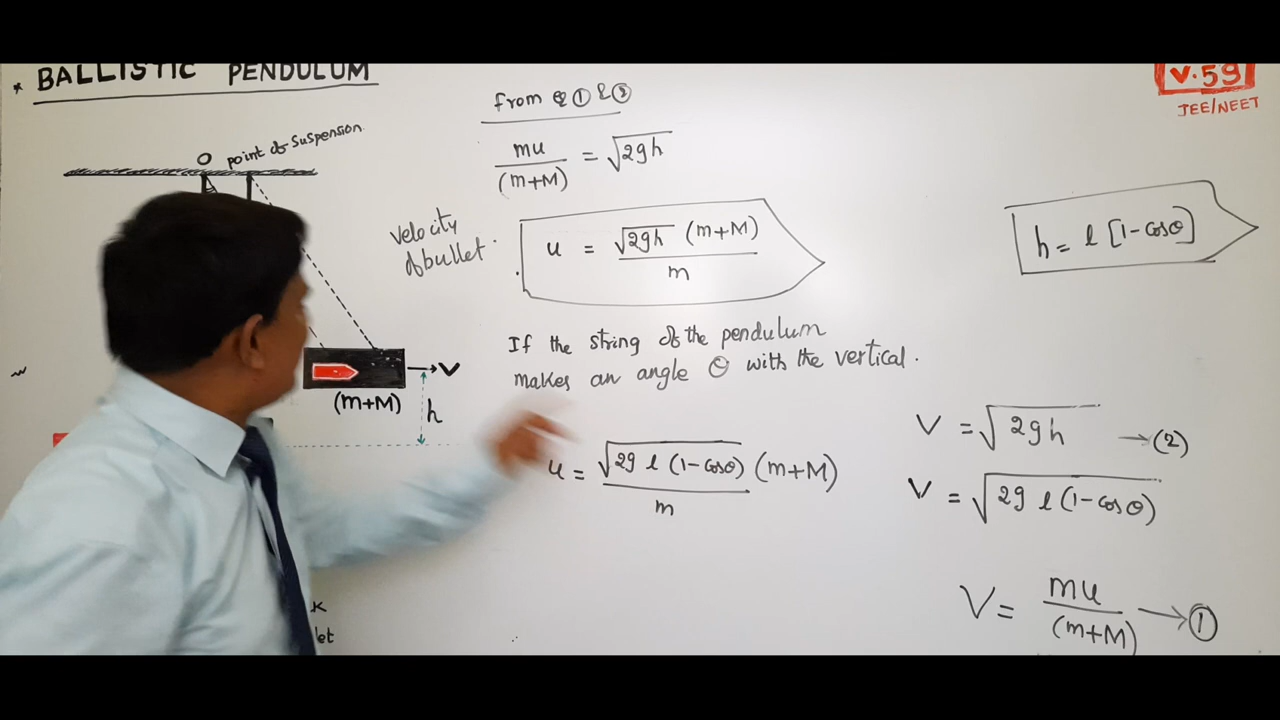 * BALLISTIC PENDULUM
V.59
JEE/NEET
O point of suspension.
V
(m+M)
h
velocity
of bullet.
from ① & ②
mu/(m+M) = √2gh
u = √2gh (m+M)/m
If the string of the pendulum
makes an angle θ with the vertical.
u = √2g l (1-cosθ) (m+M)/m
h = l [1-cosθ]
V = √2gh →(2)
V = √2g l (1-cosθ)
V = mu/(m+M) → ①